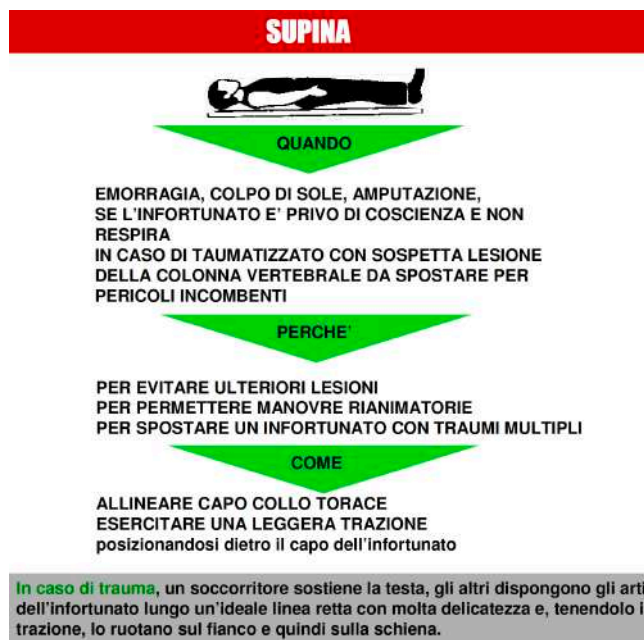 SUPINA
QUANDO
EMORRAGIA, COLPO DI SOLE, AMPUTAZIONE,
SE L'INFORTUNATO E' PRIVO DI COSCIENZA E NON
RESPIRA
IN CASO DI TAUMATIZZATO CON SOSPETTA LESIONE
DELLA COLONNA VERTEBRALE DA SPOSTARE PER
PERICOLI INCOMBENTI
PERCHE'
PER EVITARE ULTERIORI LESIONI
PER PERMETTERE MANOVRE RIANIMATORIE
PER SPOSTARE UN INFORTUNATO CON TRAUMI MULTIPLI
COME
ALLINEARE CAPO COLLO TORACE
ESERCITARE UNA LEGGERA TRAZIONE
posizionandosi dietro il capo dell'infortunato
In caso di trauma, un soccorritore sostiene la testa, gli altri dispongono gli arti
dell'infortunato lungo un'ideale linea retta con molta delicatezza e, tenendolo i
trazione, lo ruotano sul fianco e quindi sulla schiena.